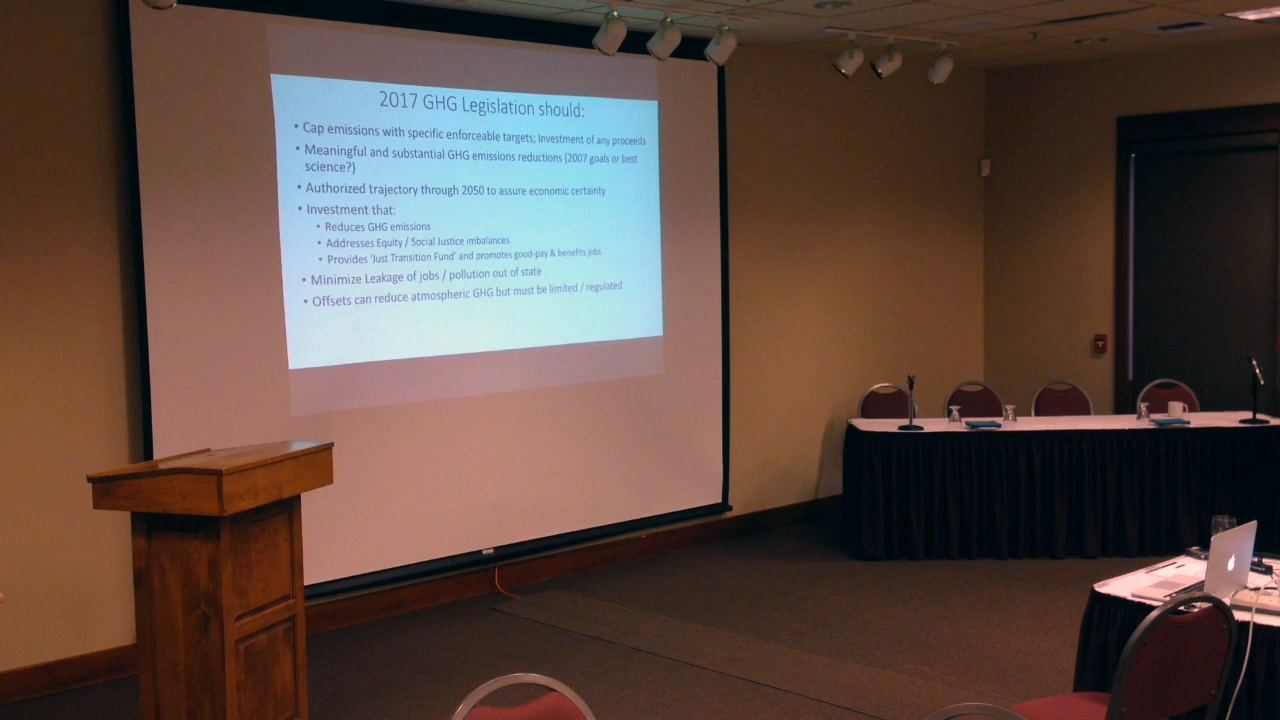 2017 GHG Legislation should:
• Cap emissions with specific enforceable targets; Investment of any proceeds
• Meaningful and substantial GHG emissions reductions (2007 goals or best
science?)
• Authorized trajectory through 2050 to assure economic certainty
• Investment that:
• Reduces GHG emissions
• Addresses Equity / Social Justice imbalances
• Provides 'Just Transition Fund' and promotes good-pay & benefits jobs
• Minimize Leakage of jobs / pollution out of state
• Offsets can reduce atmospheric GHG but must be limited / regulated